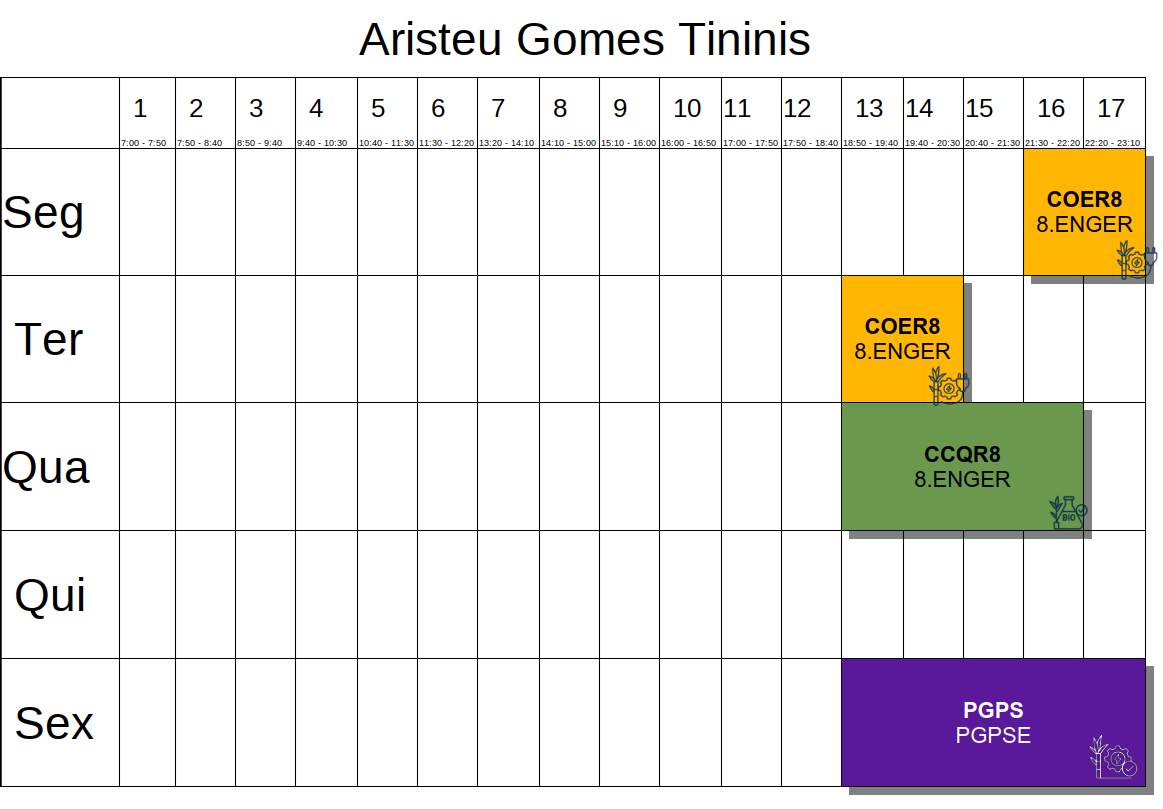 Aristeu Gomes Tininis
1 2 3 4 5 6 7 8 9 10 11 12 13 14 15 16 17
7:00 - 7:50 7:50 - 8:40 8:50 - 9:40 9:40 - 10:30 10:40 - 11:30 11:30 - 12:20 13:20 - 14:10 14:10 - 15:00 15:10 - 16:00 16:00 - 16:50 17:00 - 17:50 17:50 - 18:40 18:50 - 19:40 19:40 - 20:30 20:40 - 21:30 21:30 - 22:20 22:20 - 23:10
Seg
COER8
8.ENGER
Ter
COER8
8.ENGER
Qua
CCQR8
8.ENGER
BIO
Qui
Sex
PGPS
PGPSE